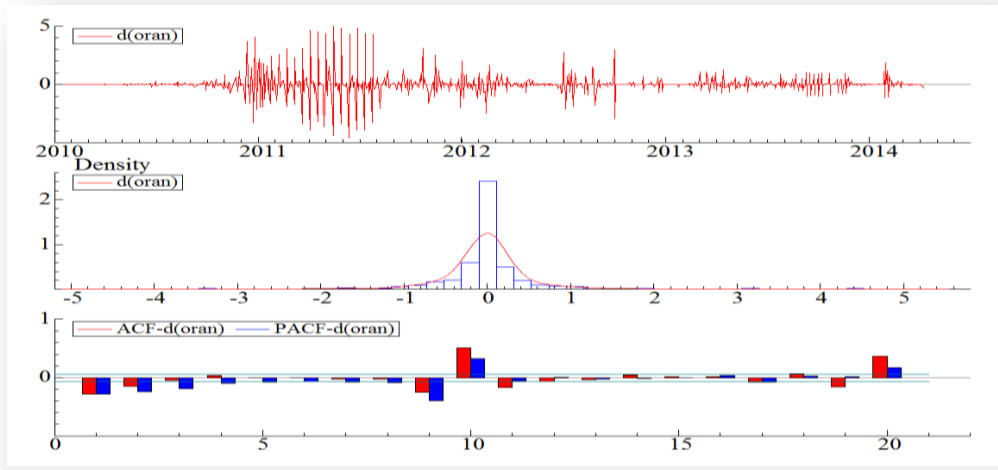 5
d(oran)
0
2010 2011 2012 2013 2014
Density
d(oran)
2
1
-5 -4 -3 -2 -1 0 1 2 3 4 5
1
ACF-d(oran) PACF-d(oran)
0
0 5 10 15 20